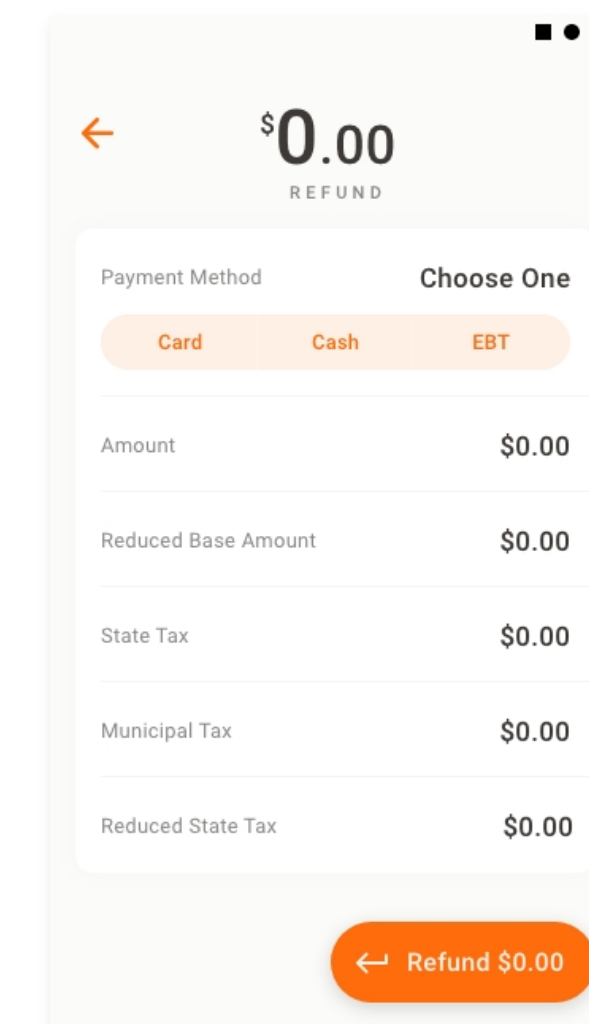 $0.00
REFUND
Payment Method Choose One
Card Cash EBT
Amount $0.00
Reduced Base Amount $0.00
State Tax $0.00
Municipal Tax $0.00
Reduced State Tax $0.00
Refund $0.00